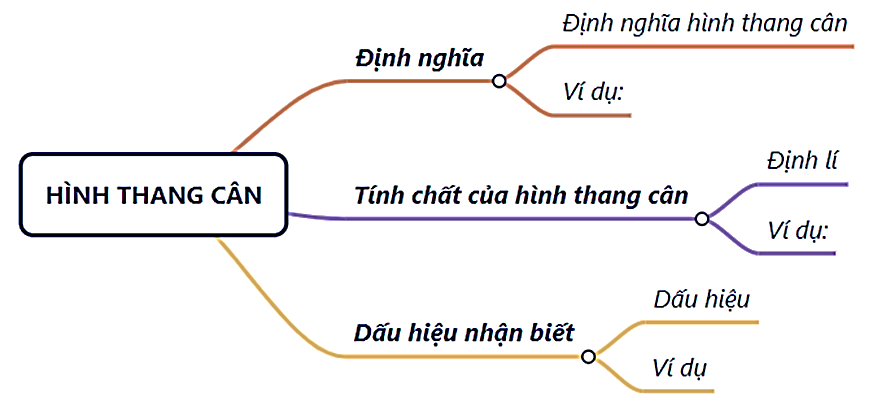 HÌNH THANG CÂN
Định nghĩa
Định nghĩa hình thang cân
Ví dụ:
Tính chất của hình thang cân
Định lí
Ví dụ:
Dấu hiệu nhận biết
Dấu hiệu
Ví dụ